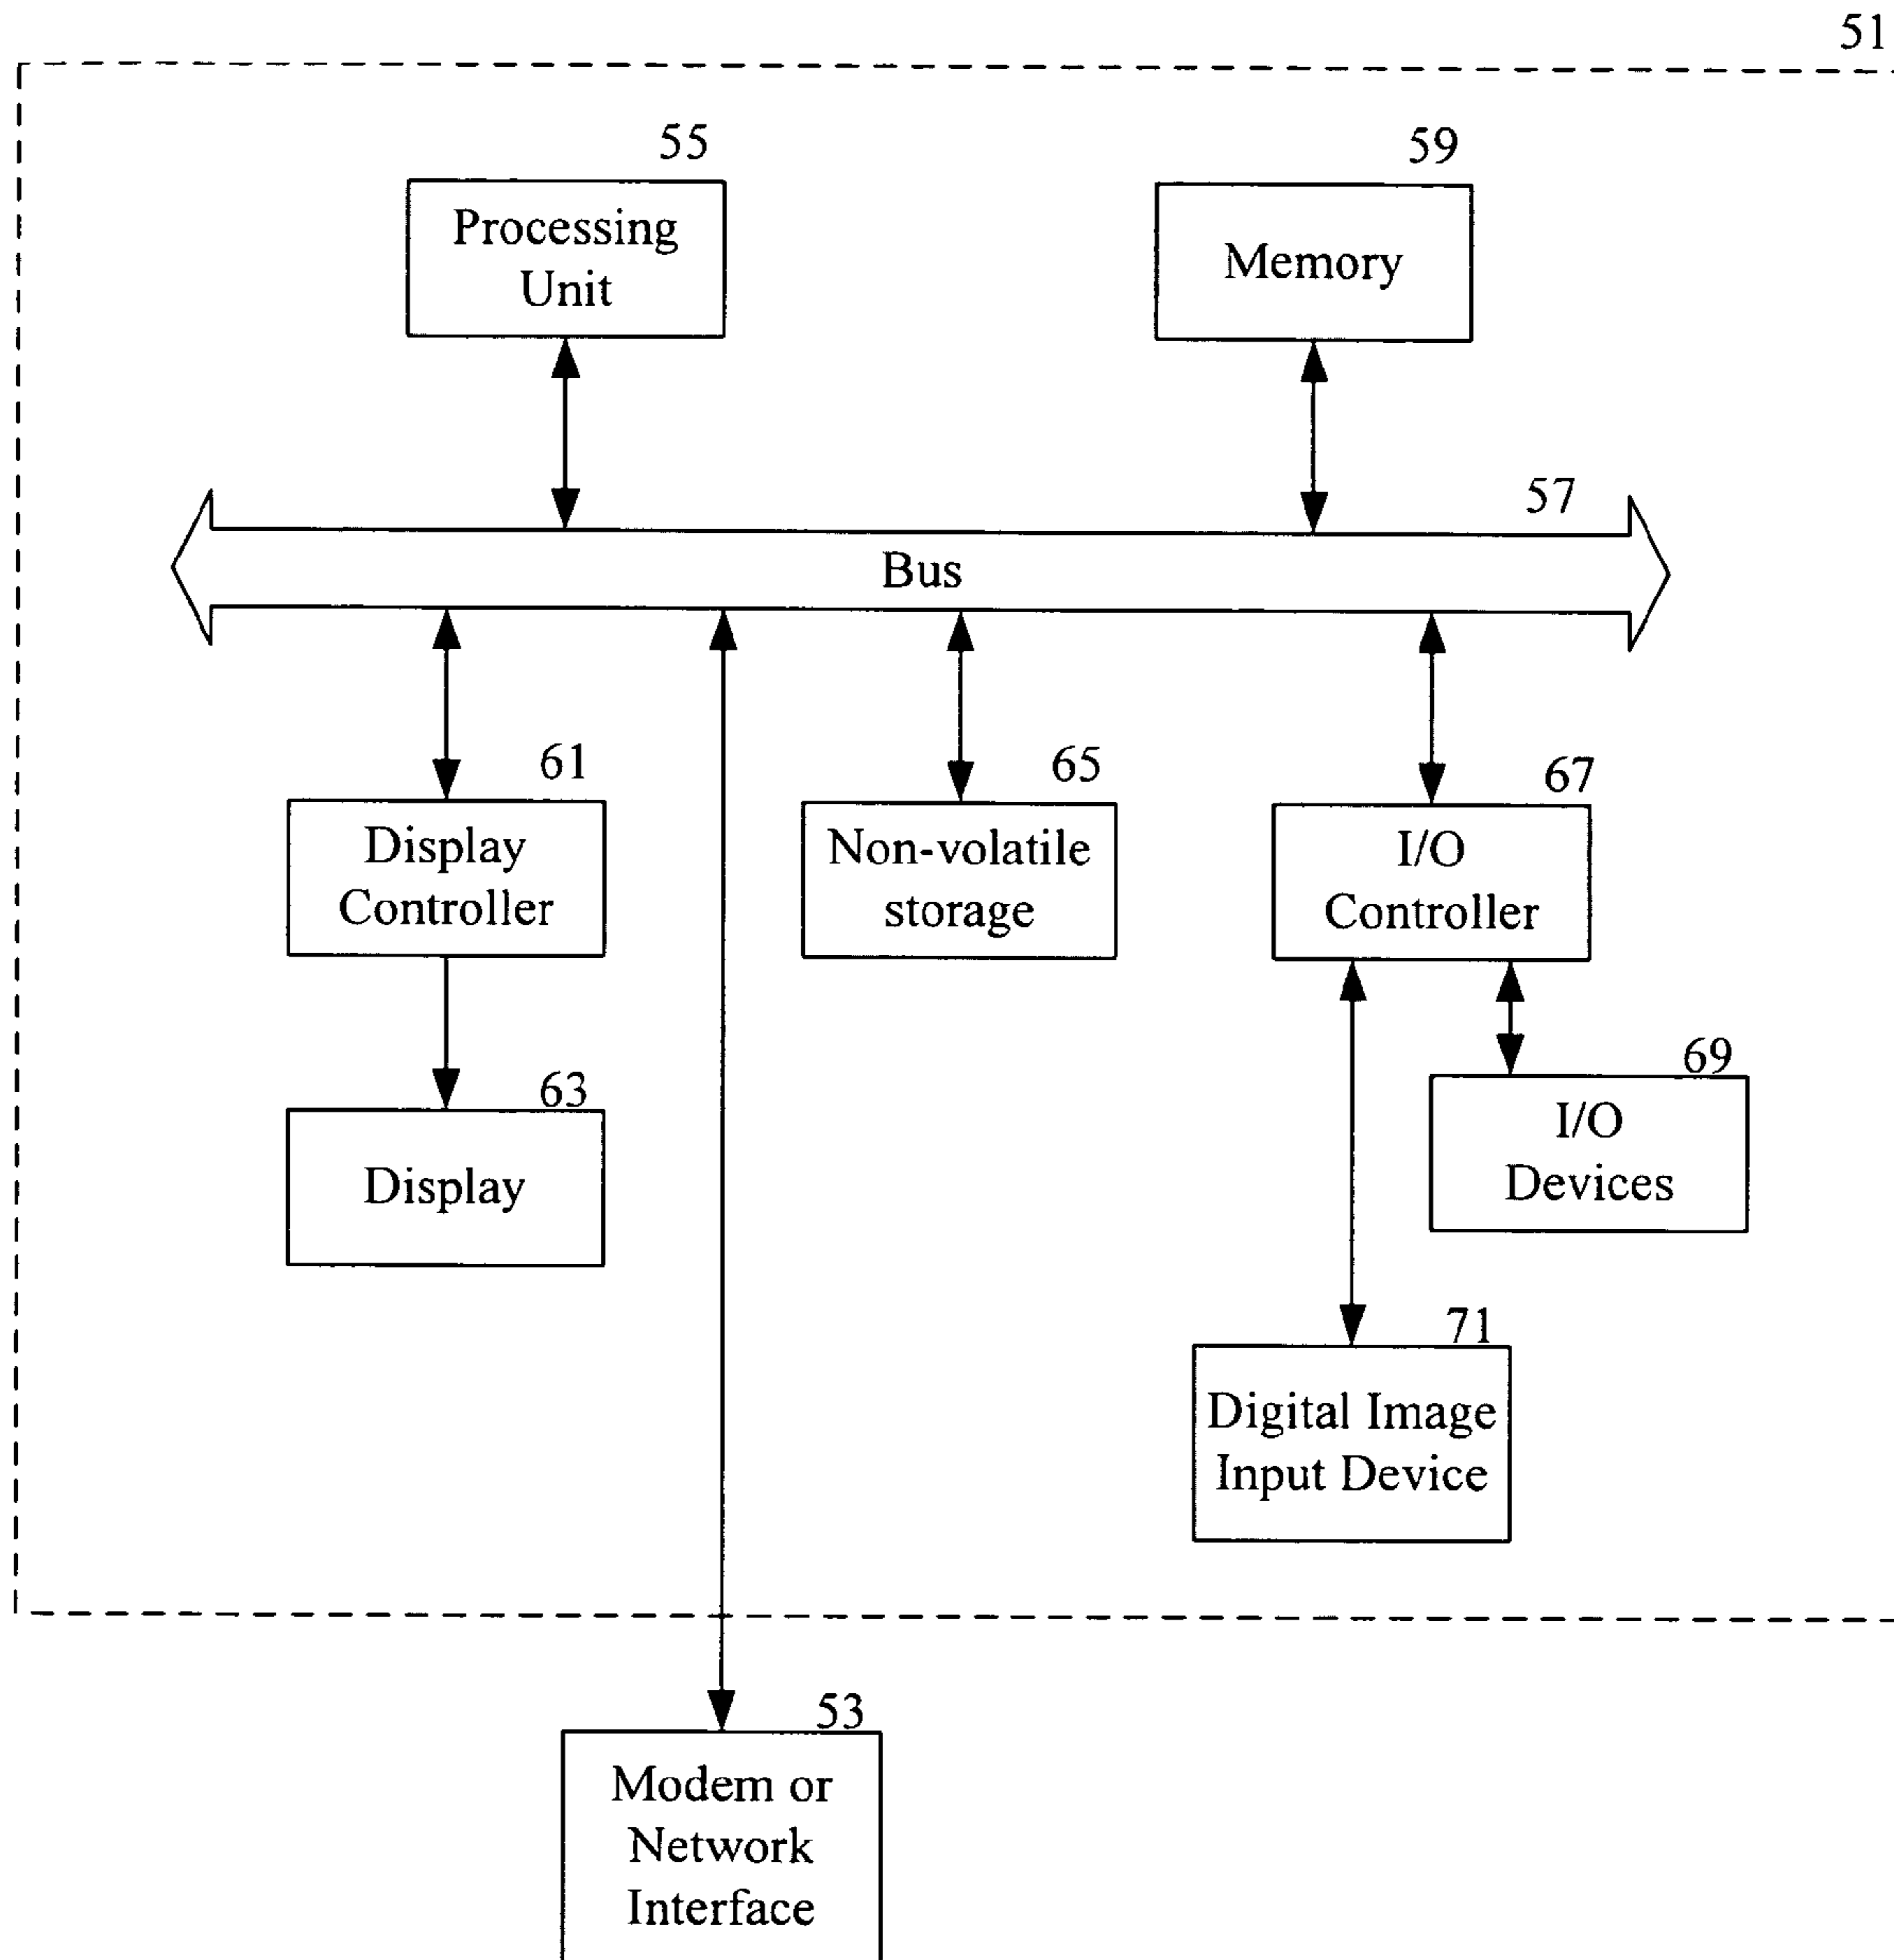 51
55
59
Processing
Unit
Memory
57
Bus
61
65
67
Display
Controller
Non-volatile
storage
I/O
Controller
63
69
Display
I/O
Devices
71
Digital Image
Input Device
53
Modem or
Network
Interface